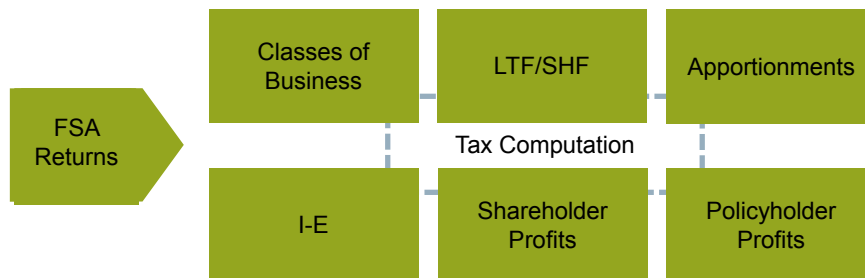 FSA
Returns
Classes of
Business
LTF/SHF
Apportionments
Tax Computation
I-E
Shareholder
Profits
Policyholder
Profits